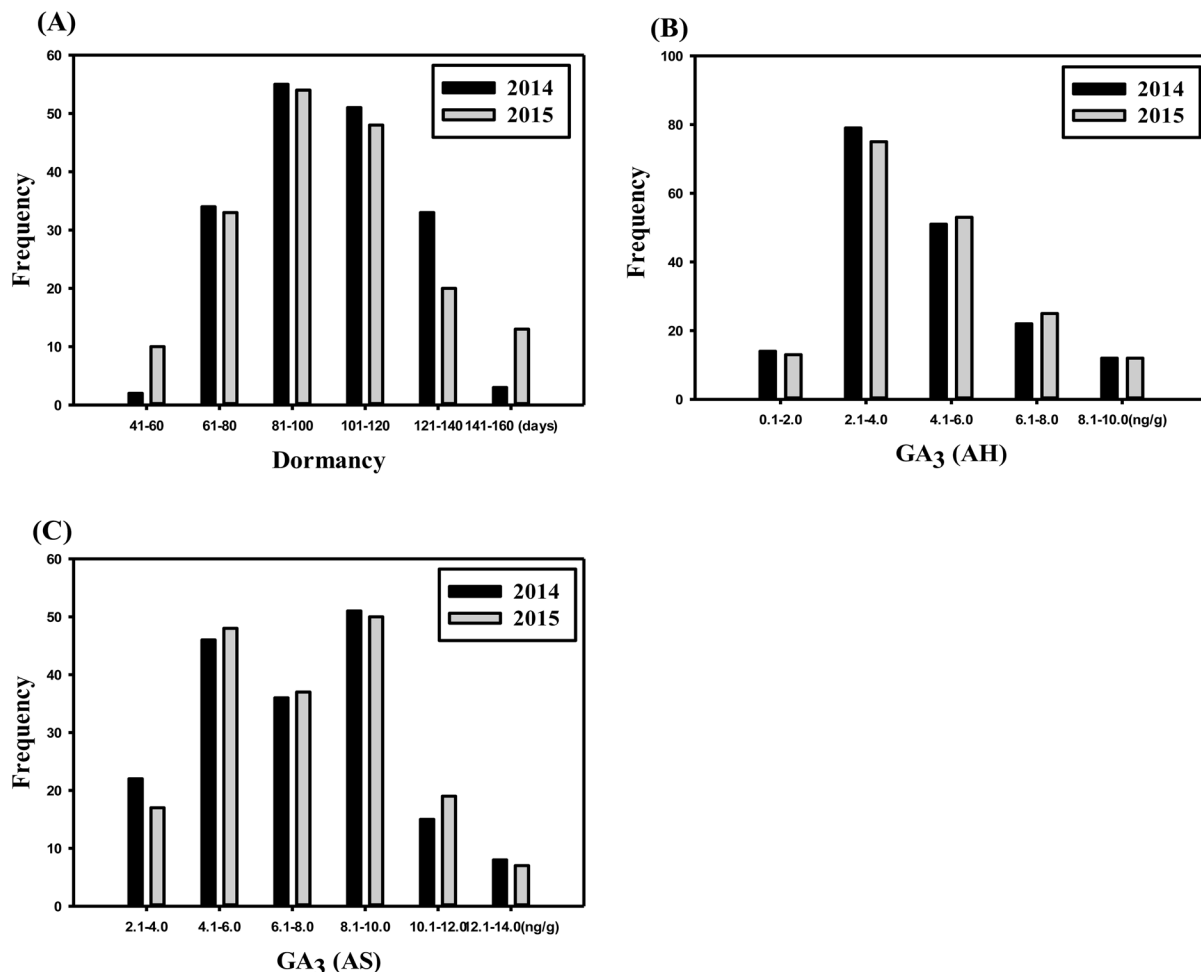 (A)
60
50
40
30
20
10
0
Frequency
2014
2015
41-60 61-80 81-100 101-120 121-140 141-160 (days)
Dormancy
(B)
100
80
60
40
20
0
Frequency
2014
2015
0.1-2.0 2.1-4.0 4.1-6.0 6.1-8.0 8.1-10.0(ng/g)
GA3 (AH)
(C)
60
50
40
30
20
10
0
Frequency
2014
2015
2.1-4.0 4.1-6.0 6.1-8.0 8.1-10.0 10.1-12.0 12.1-14.0(ng/g)
GA3 (AS)